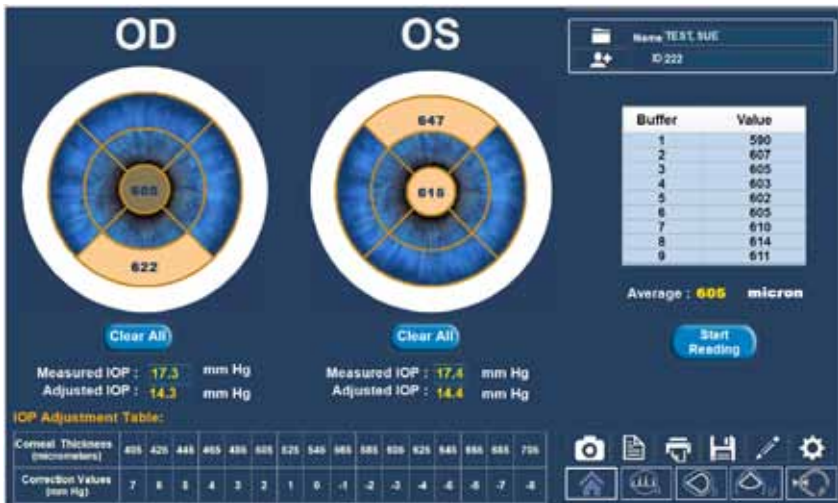 OD
OS
Name TEST, SUE
ID 222
647
605
615
622
Buffer Value
1 590
2 607
3 605
4 603
5 602
6 605
7 610
8 614
9 611
Average : 605 micron
Clear All
Clear All
Start
Reading
Measured IOP : 17.3 mm Hg
Adjusted IOP : 14.3 mm Hg
Measured IOP : 17.4 mm Hg
Adjusted IOP : 14.4 mm Hg
IOP Adjustment Table:
Corneal Thickness
(micrometers)
405 425 445 465 485 505 525 545 565 585 605 625 645 665 685 705
Correction Values
(mm Hg)
7 6 5 4 3 2 1 0 -1 -2 -3 -4 -5 -6 -7 -8